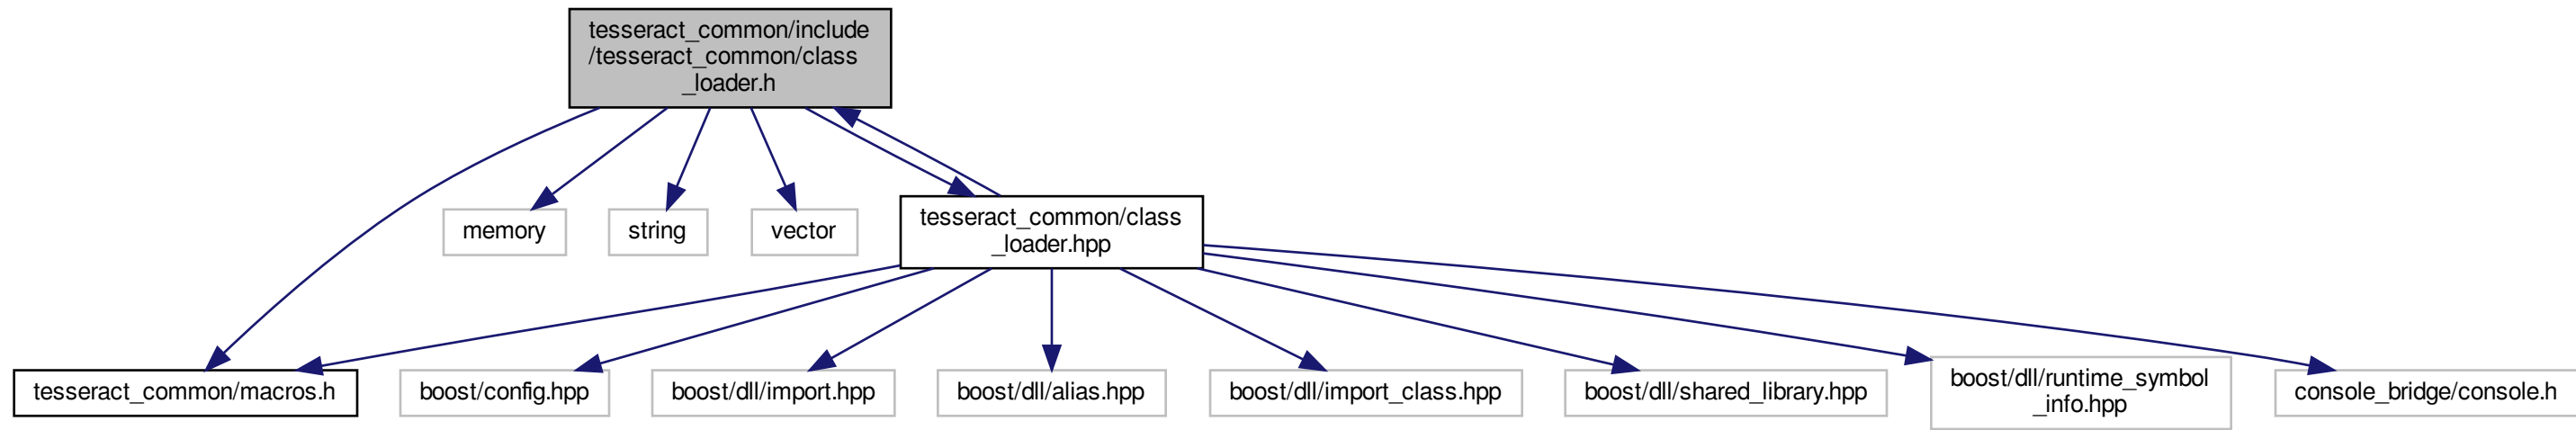 tesseract_common/include
/tesseract_common/class
_loader.h
memory
string
vector
tesseract_common/class
_loader.hpp
tesseract_common/macros.h
boost/config.hpp
boost/dll/import.hpp
boost/dll/alias.hpp
boost/dll/import_class.hpp
boost/dll/shared_library.hpp
boost/dll/runtime_symbol
_info.hpp
console_bridge/console.h